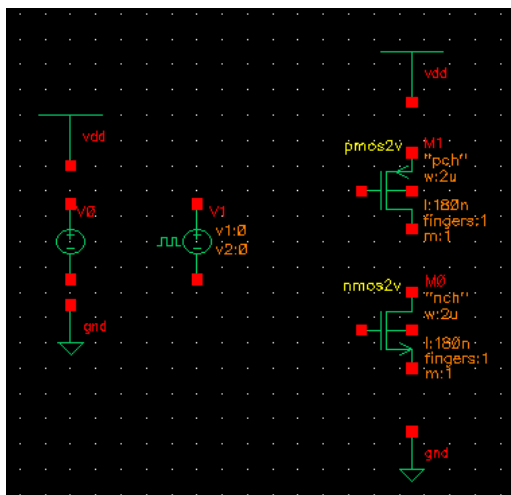 vdd
vdd
pmos2v
M1
"pch"
w:2u
l:180n
fingers:1
m:1
V0
V1
v1:0
v2:0
nmos2v
M0
"nch"
w:2u
l:180n
fingers:1
m:1
gnd
gnd